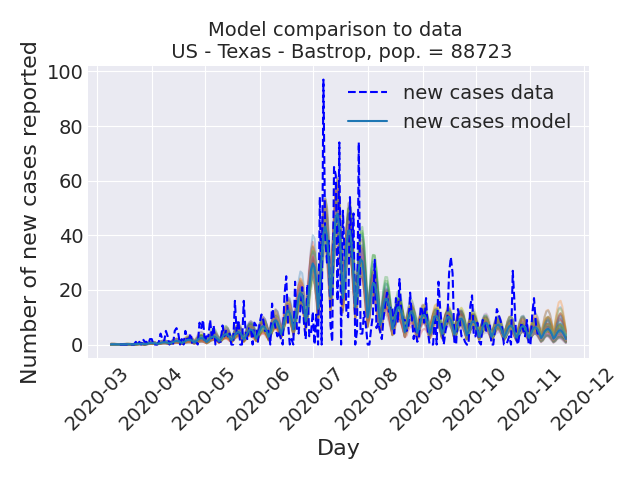 Model comparison to data
US - Texas - Bastrop, pop. = 88723
new cases data
new cases model
Number of new cases reported
100
80
60
40
20
0
2020-03
2020-04
2020-05
2020-06
2020-07
2020-08
2020-09
2020-10
2020-11
2020-12
Day